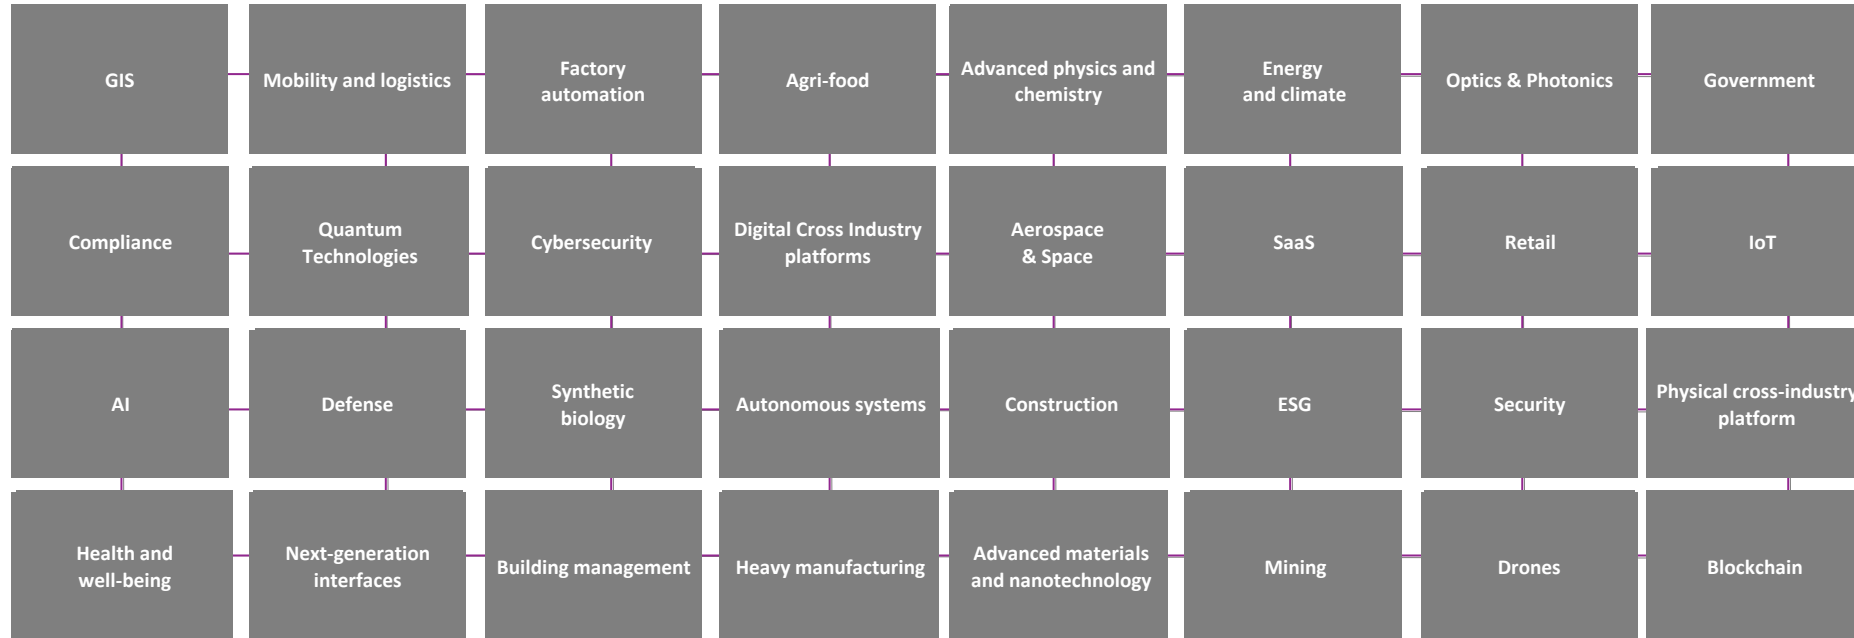 GIS
Mobility and logistics
Factory
automation
Agri-food
Advanced physics and
chemistry
Energy
and climate
Optics & Photonics
Government
Compliance
Quantum
Technologies
Cybersecurity
Digital Cross Industry
platforms
Aerospace
& Space
SaaS
Retail
IoT
AI
Defense
Synthetic
biology
Autonomous systems
Construction
ESG
Security
Physical cross-industry
platform
Health and
well-being
Next-generation
interfaces
Building management
Heavy manufacturing
Advanced materials
and nanotechnology
Mining
Drones
Blockchain